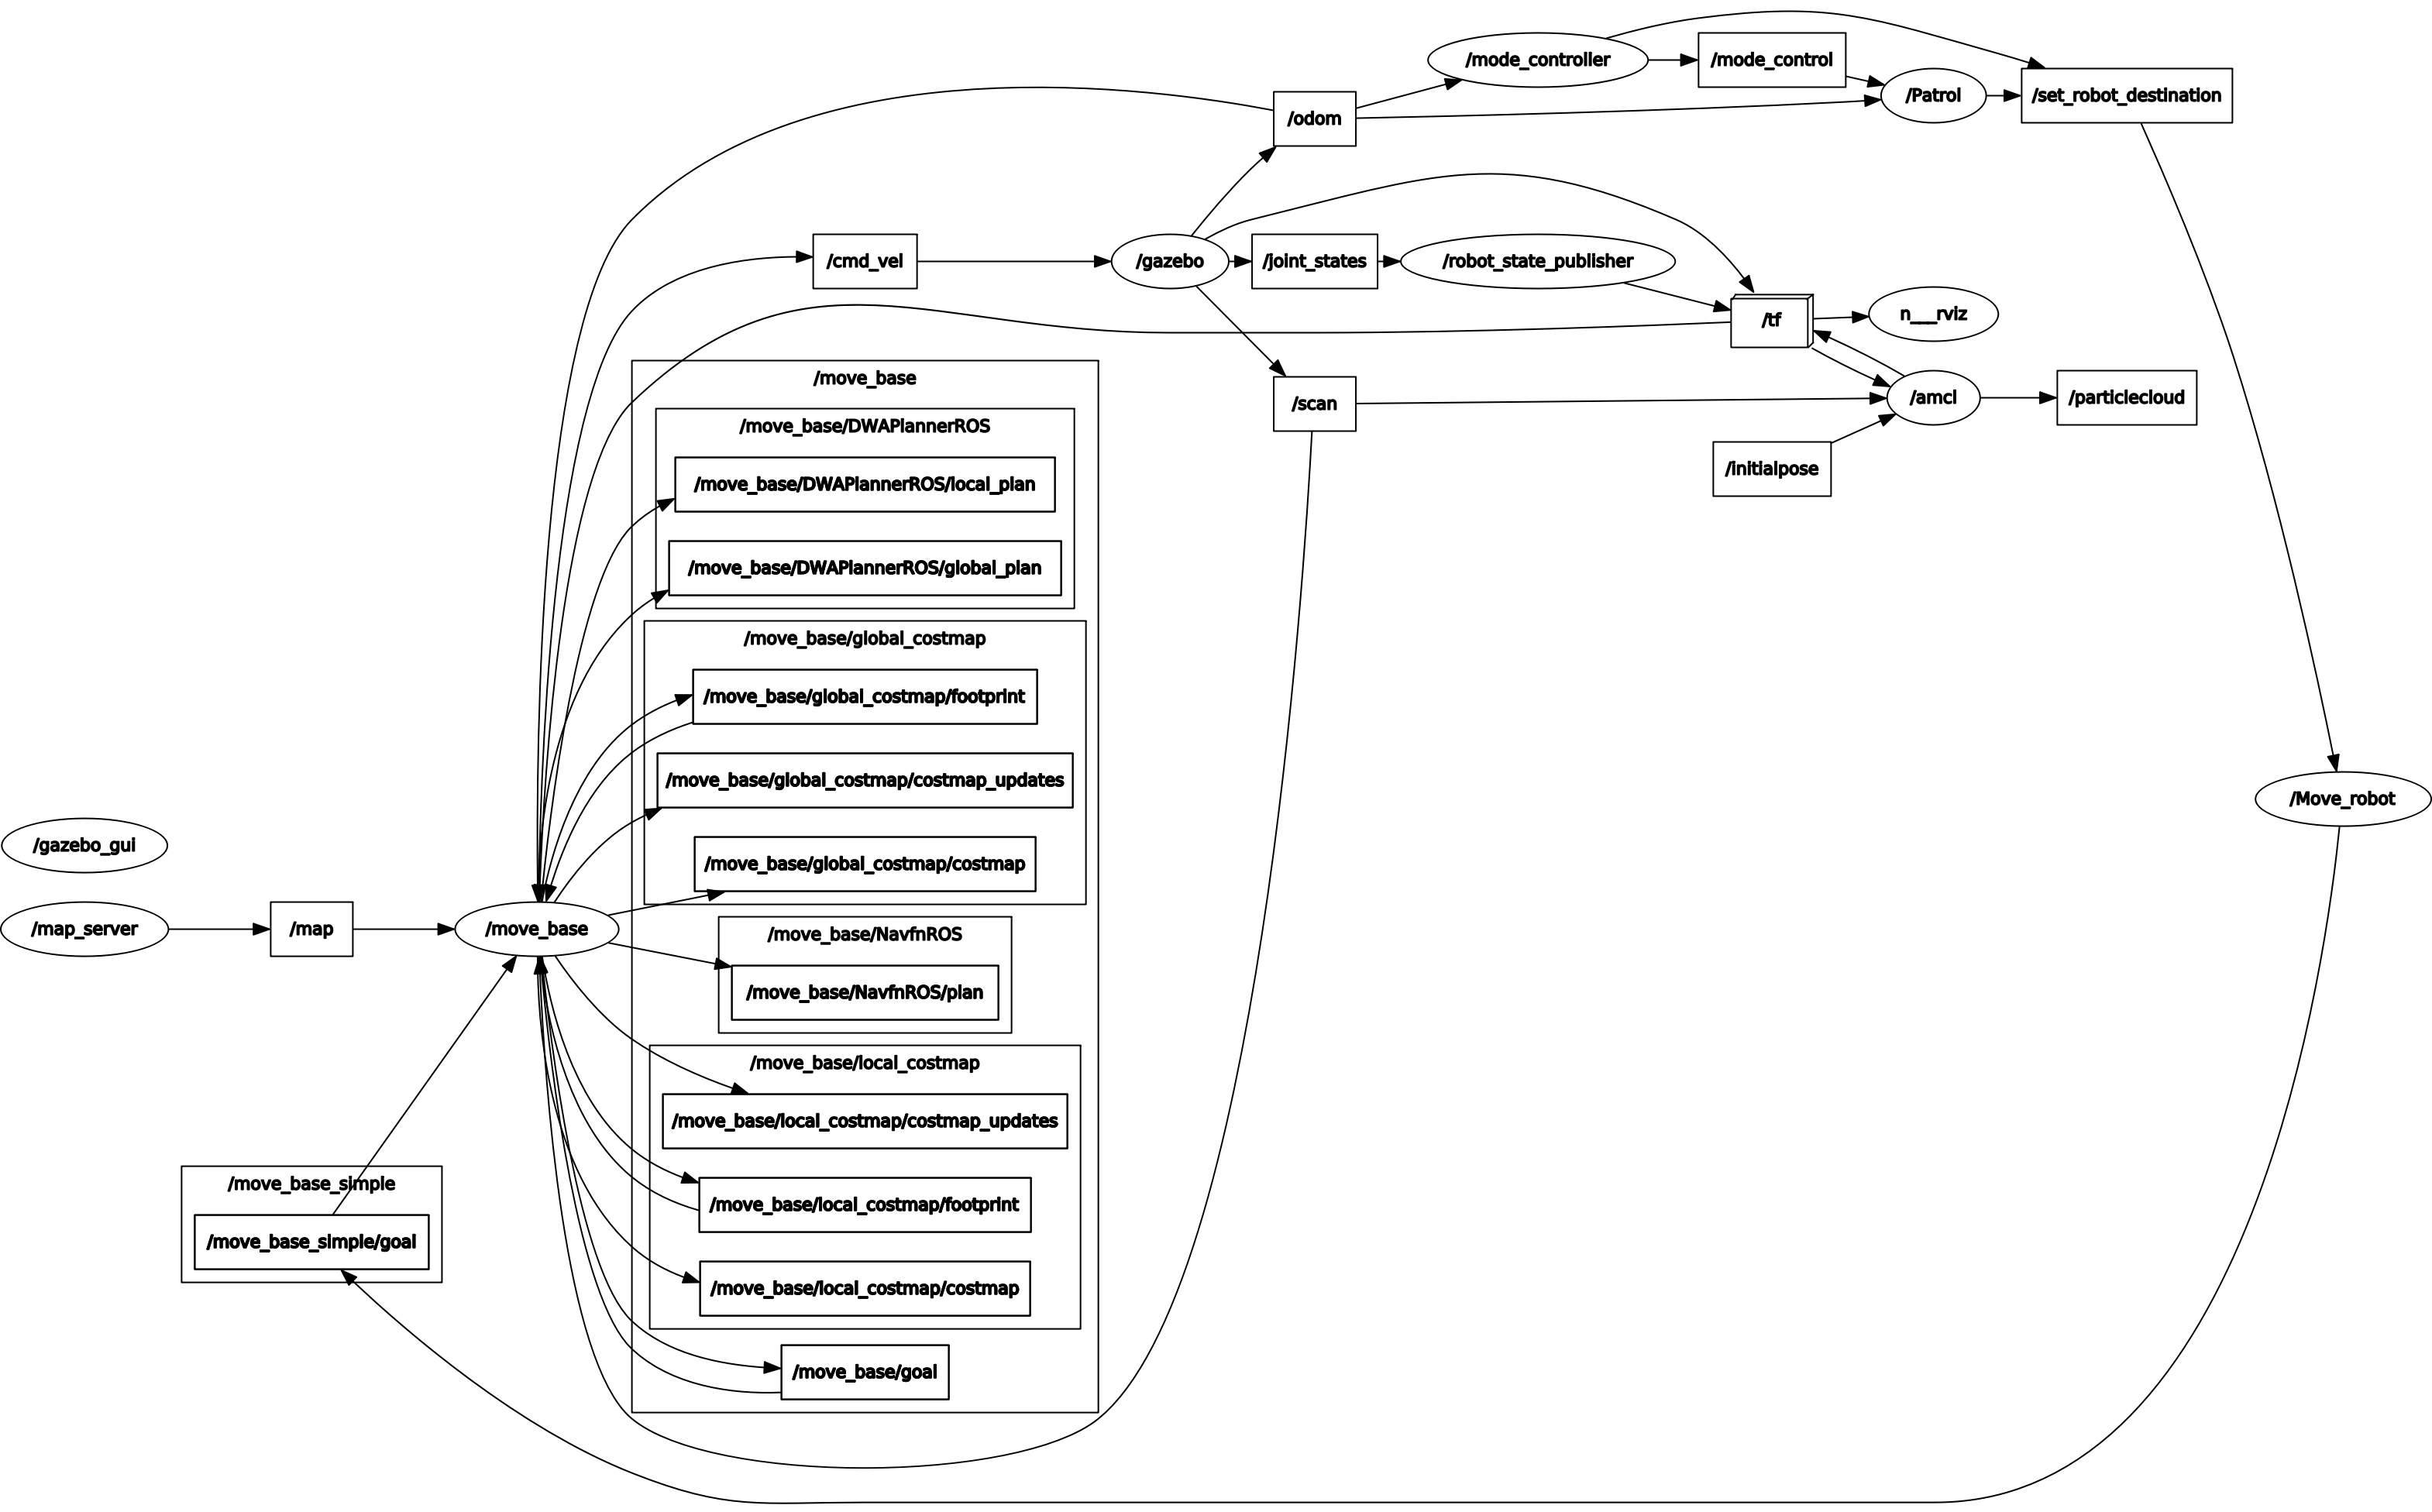 /mode_controller
/mode_control
/Patrol
/set_robot_destination
/odom
/cmd_vel
/gazebo
/joint_states
/robot_state_publisher
/tf
n___rviz
/scan
/amcl
/particlecloud
/initialpose
/move_base
/move_base/DWAPlannerROS
/move_base/DWAPlannerROS/local_plan
/move_base/DWAPlannerROS/global_plan
/move_base/global_costmap
/move_base/global_costmap/footprint
/move_base/global_costmap/costmap_updates
/move_base/global_costmap/costmap
/Move_robot
/gazebo_gui
/map_server
/map
/move_base
/move_base/NavfnROS
/move_base/NavfnROS/plan
/move_base/local_costmap
/move_base/local_costmap/costmap_updates
/move_base/local_costmap/footprint
/move_base/local_costmap/costmap
/move_base_simple
/move_base_simple/goal
/move_base/goal